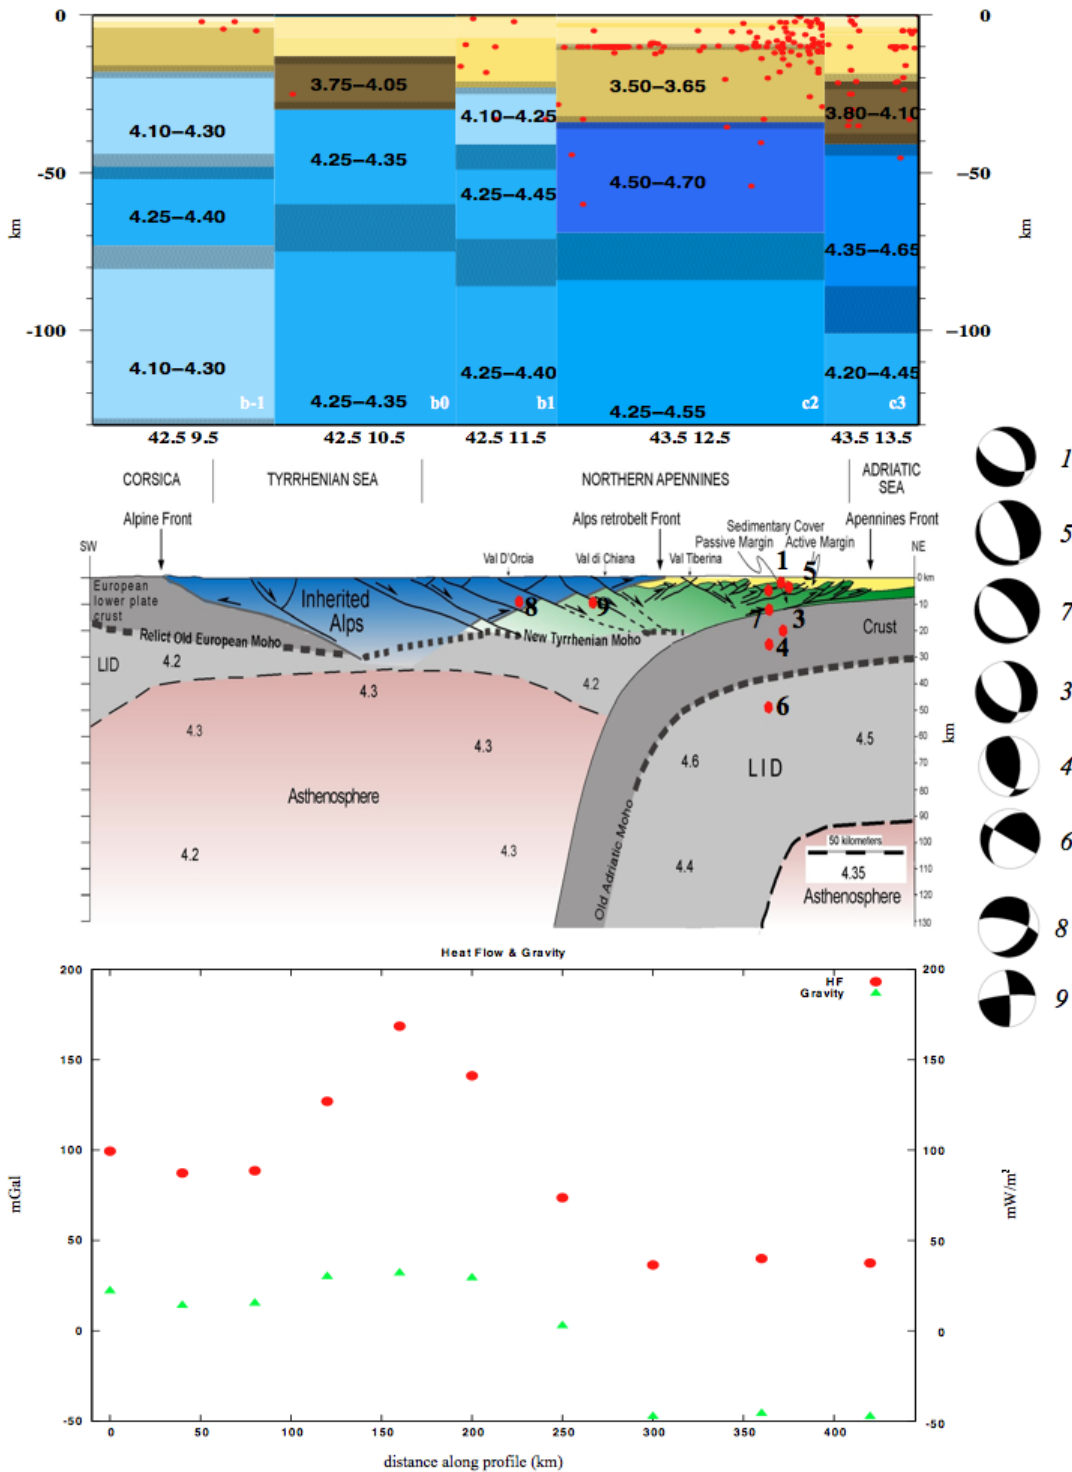 0 0
3.75−4.05 3.50−3.65
4.10−4.30 4.10−4.25 3.80−4.10
4.25−4.35
-50 4.50−4.70 −50
4.25−4.40 4.25−4.45
km km
4.35−4.65
-100 −100
4.10−4.30 4.25−4.40 4.20−4.45
b-1 4.25−4.35 b0 b1 4.25−4.55 c2 c3
42.5 9.5 42.5 10.5 42.5 11.5 43.5 12.5 43.5 13.5
CORSICA TYRRHENIAN SEA NORTHERN APENNINES ADRIATIC
SEA
Alpine Front Alps retrobelt Front Sedimentary Cover Apennines Front
Passive Margin Active Margin
SW Val D'Orcia Val di Chiana Val Tiberina NE
1 5
0 km
European
lower plate
crust
Inherited
Alps
8 9 7 3
10
Relict Old European Moho New Tyrrhenian Moho Crust
20
LID 4.2 4.2 4
30
4.3 40
4.3 6 50
4.3 4.5 km
60
4.6 LID 70
Asthenosphere 80
Old Adriatic Moho 90
50 kilometers 100
4.2 4.3 4.4 4.35 110
Asthenosphere 120
130
1
5
7
3
4
6
8
9
Heat Flow & Gravity
200 200
HF
Gravity
150 150
100 100
mGal mW/m²
50 50
0 0
-50 -50
0 50 100 150 200 250 300 350 400
distance along profile (km)